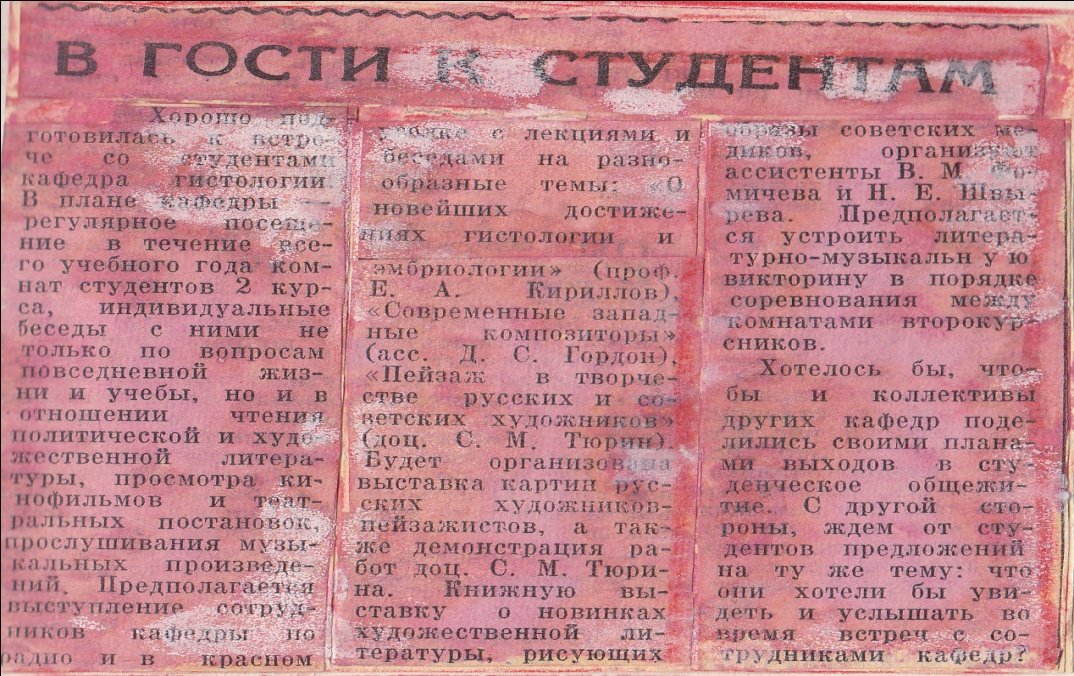 В ГОСТИ К СТУДЕНТАМ
Хорошо под-
готовилась к встре-
че со студентами
кафедра гистологии.
В плане кафедры —
регулярное посеще-
ние в течение все-
го учебного года ком-
нат студентов 2 кур-
са, индивидуальные
беседы с ними не
только по вопросам
повседневной жиз-
ни и учебы, но и в
отношении чтения
политической и худо-
жественной литера-
туры, просмотра ки-
нофильмов и теат-
ральных постановок,
прослушивания музы-
кальных произведе-
ний. Предполагается
выступление сотруд-
ников кафедры по
радио и в красном
уголке с лекциями и
беседами на разно-
образные темы: «О
новейших достиже-
ниях гистологии и
эмбриологии» (проф.
Е. А. Кириллов),
«Современные запад-
ные композиторы»
(асс. Д. С. Гордон),
«Пейзаж в творче-
стве русских и со-
ветских художников»
(доц. С. М. Тюрин).
Будет организована
выставка картин рус-
ских художников-
пейзажистов, а так-
же демонстрация ра-
бот доц. С. М. Тюри-
на. Книжную вы-
ставку о новинках
художественной ли-
тературы, рисующих
образы советских ме-
диков, организуют
ассистенты В. М. Фо-
мичева и Н. Е. Швы-
рева. Предполагает-
ся устроить литера-
турно-музыкальн у ю
викторину в порядке
соревнования между
комнатами второкур-
сников.
Хотелось бы, что-
бы и коллективы
других кафедр поде-
лились своими плана-
ми выходов в сту-
денческое общежи-
тие. С другой сто-
роны, ждем от сту-
дентов предложений
на ту же тему: что
они хотели бы уви-
деть и услышать во
время встреч с со-
трудниками кафедр?